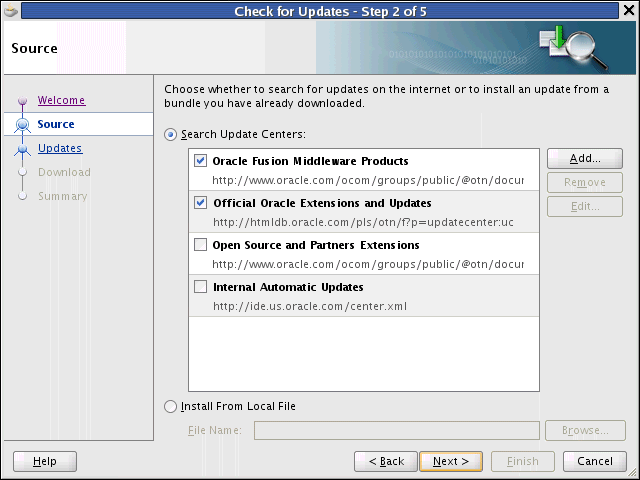 Check for Updates - Step 2 of 5
Source
Welcome
Source
Updates
Download
Summary
Choose whether to search for updates on the internet or to install an update from a
bundle you have already downloaded.
Search Update Centers:
Oracle Fusion Middleware Products
http://www.oracle.com/ocom/groups/public/@otn/docur
Official Oracle Extensions and Updates
http://htmldb.oracle.com/pls/otn/f?p=updatecenter:uc
Open Source and Partners Extensions
http://www.oracle.com/ocom/groups/public/@otn/docur
Internal Automatic Updates
http://ide.us.oracle.com/center.xml
Add...
Remove
Edit...
Install From Local File
File Name:
Browse...
Help
< Back
Next >
Finish
Cancel